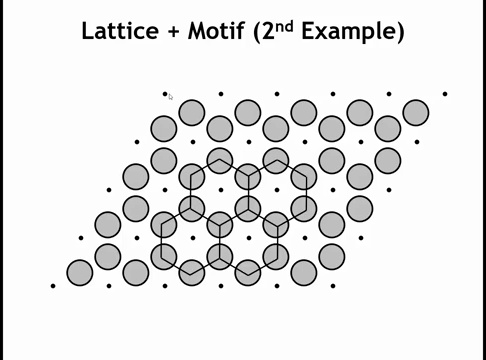 Lattice + Motif (2nd Example)